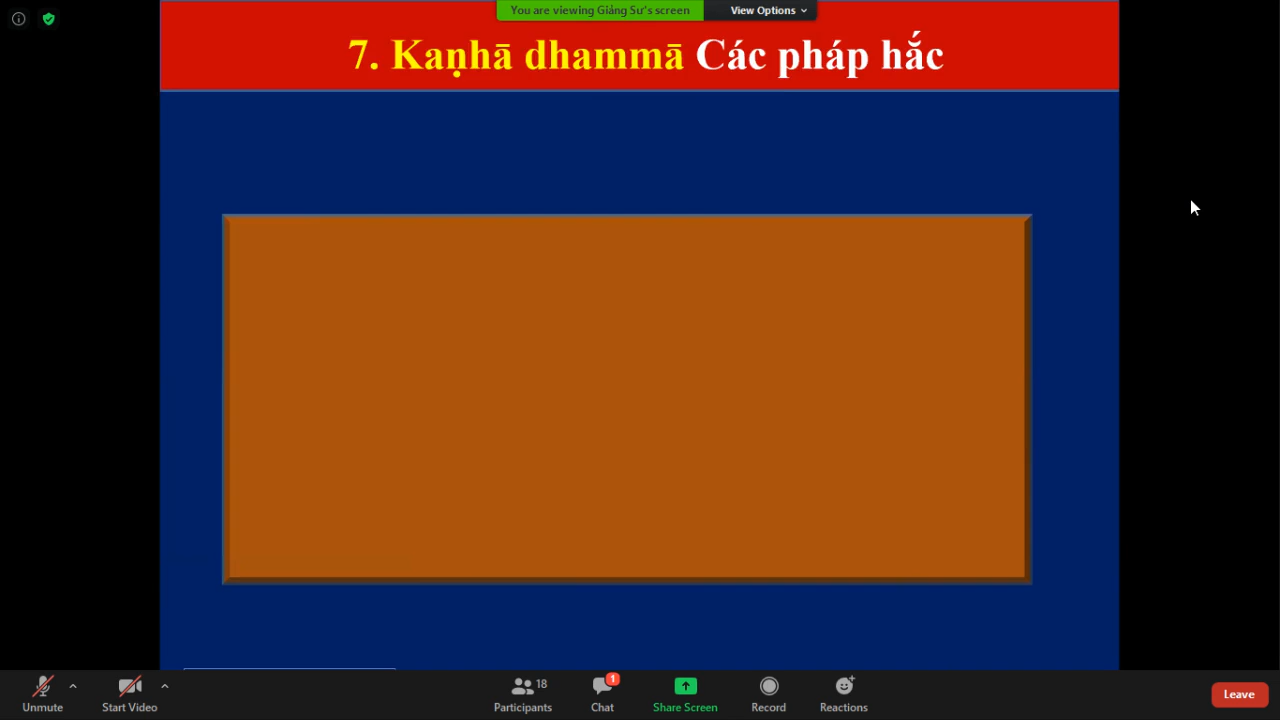 You are viewing Giảng Sư's screen
View Options
7. Kaṇhā dhammā Các pháp hắc
Unmute
Start Video
Participants
18
Chat
1
Share Screen
Record
Reactions
Leave